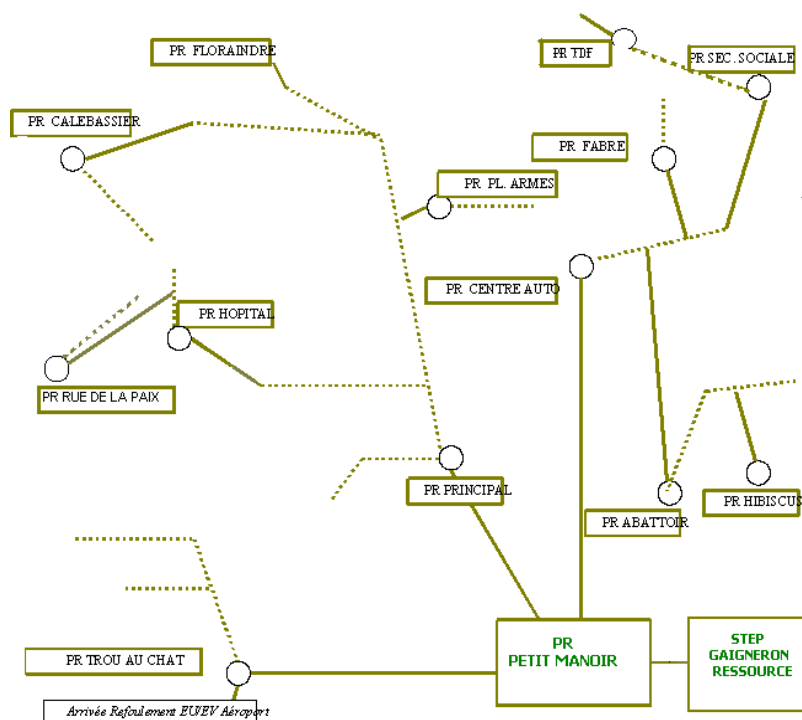 PR FLORAINDRE
PR TDF
PR SEC. SOCIALE
PR CALEBASSIER
PR FABRE
PR PL. ARMES
PR CENTRE AUTO
PR HOPITAL
PR RUE DE LA PAIX
PR PRINCIPAL
PR HIBISCUS
PR ABATTOIR
PR TROU AU CHAT
PR
PETIT MANOIR
STEP
GAIGNERON
RESSOURCE
Arrivée Refoulement EU/EV Aéroport